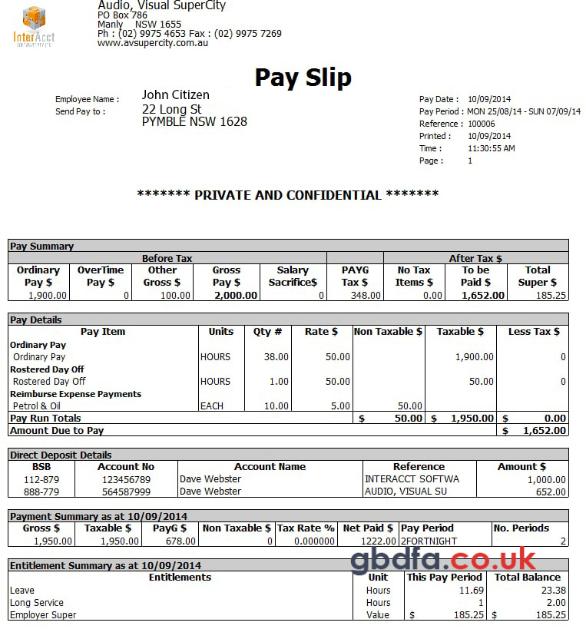 InterAcct
Audio, Visual SuperCity
PO Box 786
Manly NSW 1655
Ph : (02) 9975 4653 Fax : (02) 9975 7269
www.avsupercity.com.au
Pay Slip
Employee Name : John Citizen
Send Pay to : 22 Long St
PYMBLE NSW 1628
Pay Date : 10/09/2014
Pay Period : MON 25/08/14 - SUN 07/09/14
Reference : 100006
Printed : 10/09/2014
Time : 11:30:55 AM
Page : 1
******* PRIVATE AND CONFIDENTIAL *******
Pay Summary
Before Tax After Tax $
Ordinary OverTime Other Gross Salary PAYG No Tax To be Total
Pay $ Pay $ Gross $ Pay $ Sacrifice$ Tax $ Items $ Paid $ Super $
1,900.00 0 100.00 2,000.00 0 348.00 0.00 1,652.00 185.25
Pay Details
Pay Item Units Qty # Rate $ Non Taxable $ Taxable $ Less Tax $
Ordinary Pay
Ordinary Pay HOURS 38.00 50.00 1,900.00 0
Rostered Day Off
Rostered Day Off HOURS 1.00 50.00 50.00 0
Reimburse Expense Payments
Petrol & Oil EACH 10.00 5.00 50.00
Pay Run Totals $ 50.00 $ 1,950.00 $ 0.00
Amount Due to Pay $ 1,652.00
Direct Deposit Details
BSB Account No Account Name Reference Amount $
112-879 123456789 Dave Webster INTERACCT SOFTWA 1,000.00
888-779 564587999 Dave Webster AUDIO, VISUAL SU 652.00
Payment Summary as at 10/09/2014
Gross $ Taxable $ PayG $ Non Taxable $ Tax Rate % Net Paid $ Pay Period No. Periods
1,950.00 1,950.00 678.00 0 0.000000 1222.00 2FORTNIGHT 2
gbdfa.co.uk
Entitlement Summary as at 10/09/2014
Entitlements Unit This Pay Period Total Balance
Leave Hours 11.69 23.38
Long Service Hours 1 2.00
Employer Super Value $ 185.25 $ 185.25